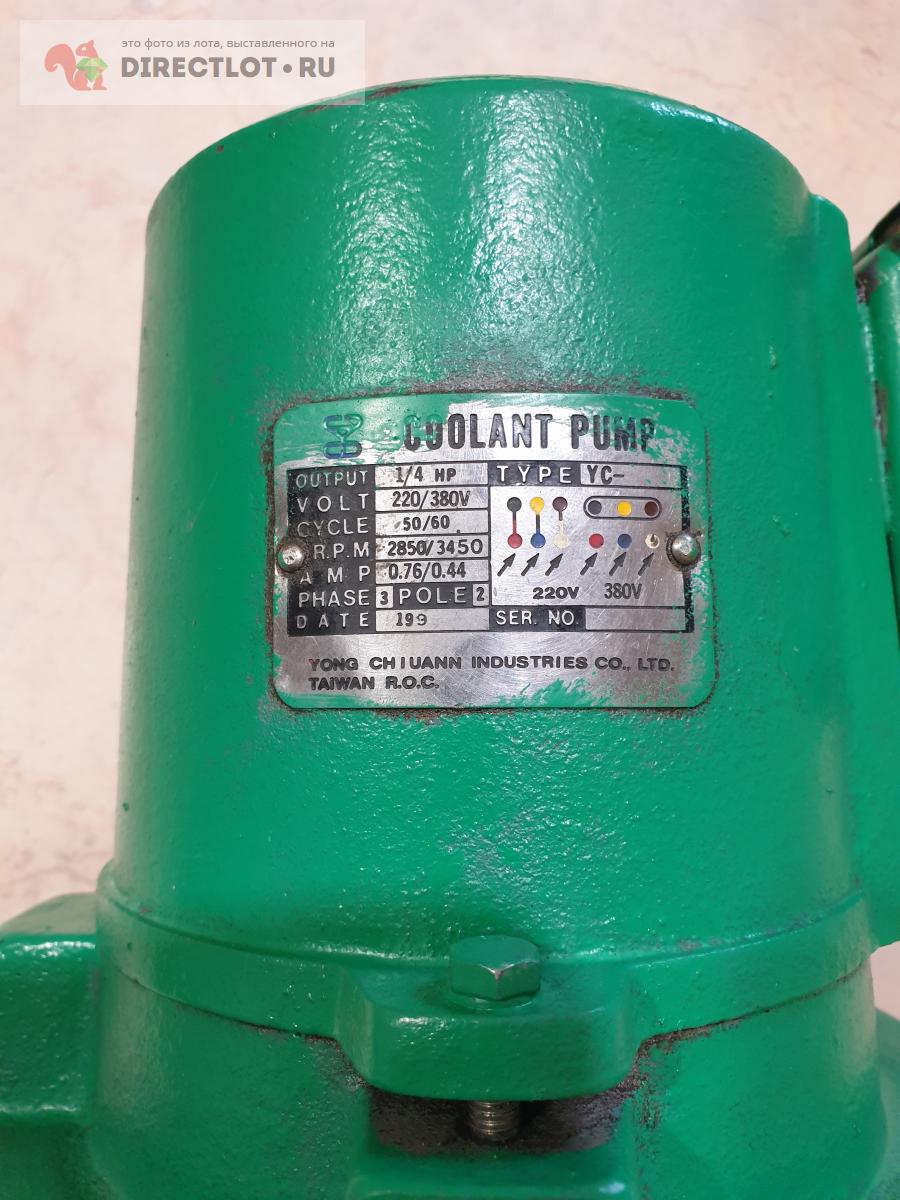 это фото из лота, выставленного на
DIRECTLOT.RU
COOLANT PUMP
OUTPUT 1/4 HP TYPE YC-
VOLT 220/380V
CYCLE 50/60
R.P.M 2850/3450
AMP 0.76/0.44
220V 380V
PHASE 3 POLE 2
DATE 199 SER. NO.
YONG CHIUANN INDUSTRIES CO., LTD.
TAIWAN R.O.C.